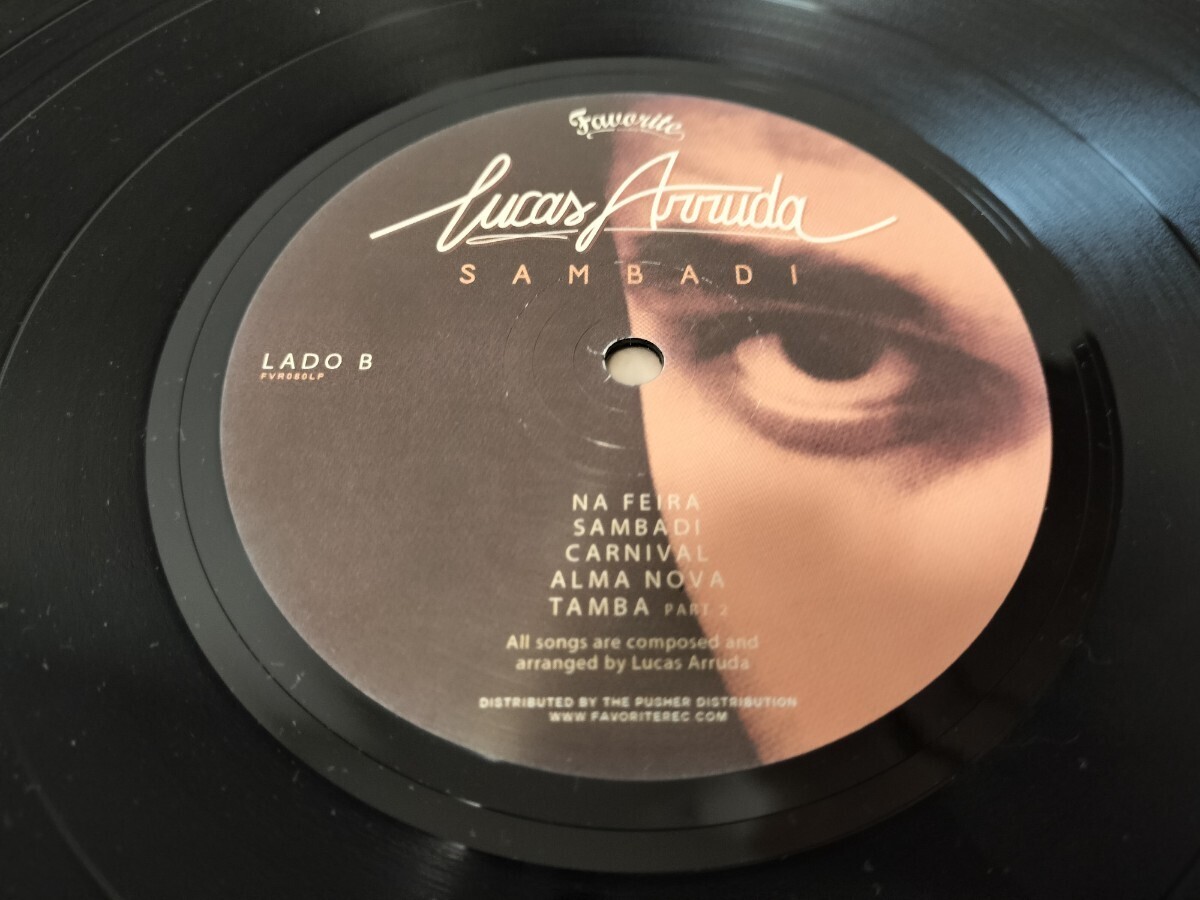 Favorite
Lucas Arruda
SAMBADI
LADO B
FVR080LP
NA FEIRA
SAMBADI
CARNIVAL
ALMA NOVA
TAMBA PART 2
All songs are composed and
arranged by Lucas Arruda
DISTRIBUTED BY THE PUSHER DISTRIBUTION
WWW.FAVORITEREC.COM